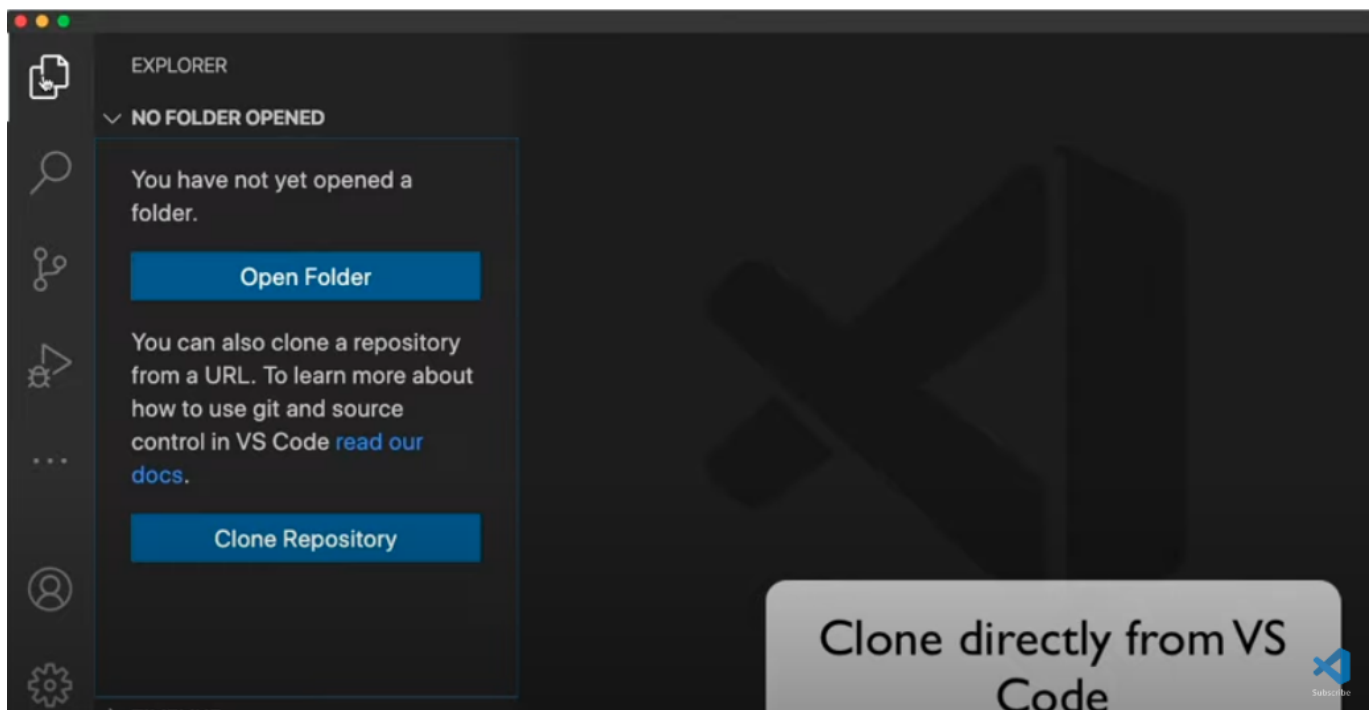 EXPLORER
NO FOLDER OPENED
You have not yet opened a
folder.
Open Folder
You can also clone a repository
from a URL. To learn more about
how to use git and source
control in VS Code read our
docs.
Clone Repository
Clone directly from VS
Code
Subscribe